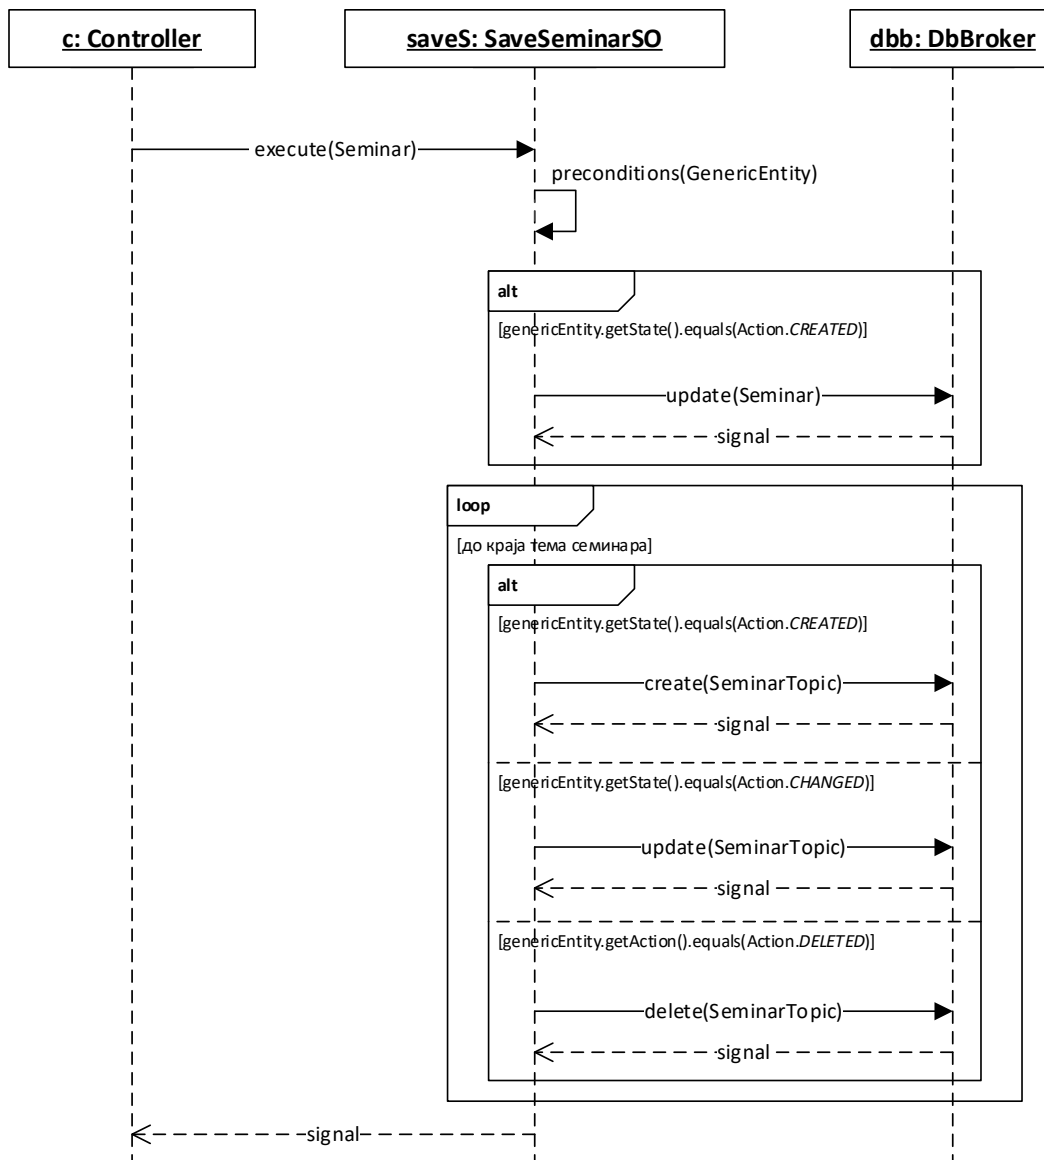 c: Controller
saveS: SaveSeminarSO
dbb: DbBroker
execute(Seminar)
preconditions(GenericEntity)
alt
[genericEntity.getState().equals(Action.CREATED)]
update(Seminar)
signal
loop
[до краја тема семинара]
alt
[genericEntity.getState().equals(Action.CREATED)]
create(SeminarTopic)
signal
[genericEntity.getState().equals(Action.CHANGED)]
update(SeminarTopic)
signal
[genericEntity.getAction().equals(Action.DELETED)]
delete(SeminarTopic)
signal
signal